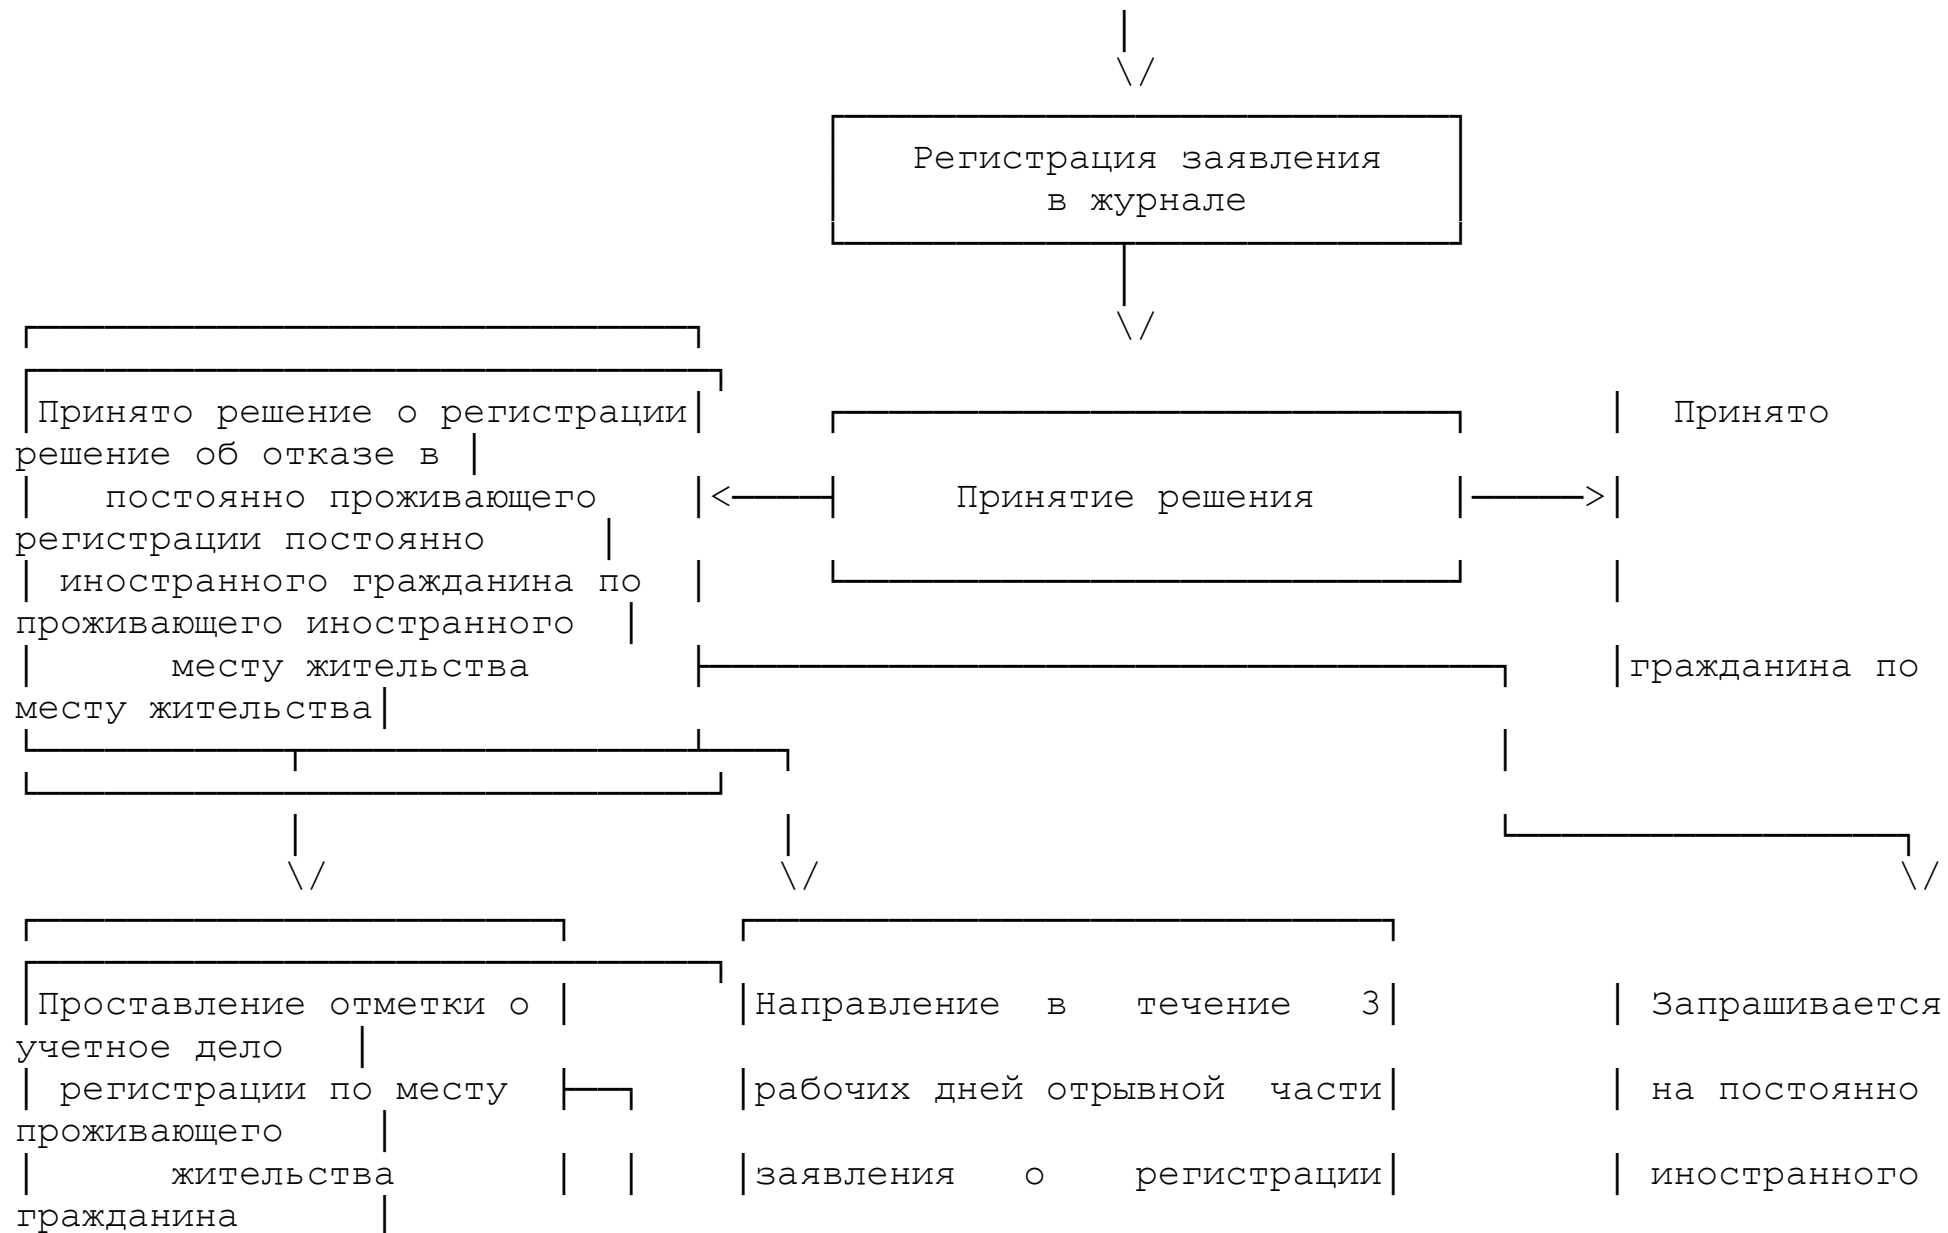 Регистрация заявления
в журнале
Принято решение о регистрации Принято
решение об отказе в
постоянно проживающего Принятие решения
регистрации постоянно
иностранного гражданина по
проживающего иностранного
месту жительства гражданина по
месту жительства
Проставление отметки о Направление в течение 3 Запрашивается
учетное дело
регистрации по месту рабочих дней отрывной части на постоянно
проживающего
жительства заявления о регистрации иностранного
гражданина